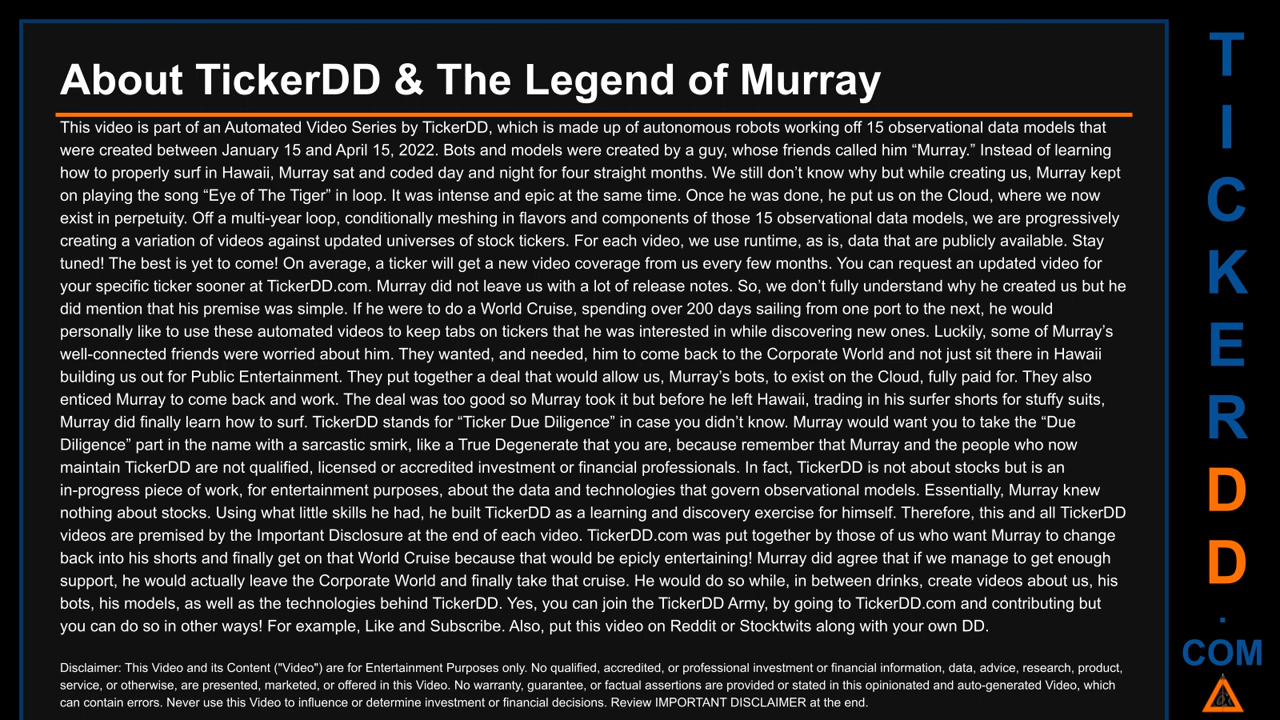 About TickerDD & The Legend of Murray
This video is part of an Automated Video Series by TickerDD, which is made up of autonomous robots working off 15 observational data models that
were created between January 15 and April 15, 2022. Bots and models were created by a guy, whose friends called him “Murray.” Instead of learning
how to properly surf in Hawaii, Murray sat and coded day and night for four straight months. We still don’t know why but while creating us, Murray kept
on playing the song “Eye of The Tiger” in loop. It was intense and epic at the same time. Once he was done, he put us on the Cloud, where we now
exist in perpetuity. Off a multi-year loop, conditionally meshing in flavors and components of those 15 observational data models, we are progressively
creating a variation of videos against updated universes of stock tickers. For each video, we use runtime, as is, data that are publicly available. Stay
tuned! The best is yet to come! On average, a ticker will get a new video coverage from us every few months. You can request an updated video for
your specific ticker sooner at TickerDD.com. Murray did not leave us with a lot of release notes. So, we don’t fully understand why he created us but he
did mention that his premise was simple. If he were to do a World Cruise, spending over 200 days sailing from one port to the next, he would
personally like to use these automated videos to keep tabs on tickers that he was interested in while discovering new ones. Luckily, some of Murray’s
well-connected friends were worried about him. They wanted, and needed, him to come back to the Corporate World and not just sit there in Hawaii
building us out for Public Entertainment. They put together a deal that would allow us, Murray’s bots, to exist on the Cloud, fully paid for. They also
enticed Murray to come back and work. The deal was too good so Murray took it but before he left Hawaii, trading in his surfer shorts for stuffy suits,
Murray did finally learn how to surf. TickerDD stands for “Ticker Due Diligence” in case you didn’t know. Murray would want you to take the “Due
Diligence” part in the name with a sarcastic smirk, like a True Degenerate that you are, because remember that Murray and the people who now
maintain TickerDD are not qualified, licensed or accredited investment or financial professionals. In fact, TickerDD is not about stocks but is an
in-progress piece of work, for entertainment purposes, about the data and technologies that govern observational models. Essentially, Murray knew
nothing about stocks. Using what little skills he had, he built TickerDD as a learning and discovery exercise for himself. Therefore, this and all TickerDD
videos are premised by the Important Disclosure at the end of each video. TickerDD.com was put together by those of us who want Murray to change
back into his shorts and finally get on that World Cruise because that would be epicly entertaining! Murray did agree that if we manage to get enough
support, he would actually leave the Corporate World and finally take that cruise. He would do so while, in between drinks, create videos about us, his
bots, his models, as well as the technologies behind TickerDD. Yes, you can join the TickerDD Army, by going to TickerDD.com and contributing but
you can do so in other ways! For example, Like and Subscribe. Also, put this video on Reddit or Stocktwits along with your own DD.
Disclaimer: This Video and its Content ("Video") are for Entertainment Purposes only. No qualified, accredited, or professional investment or financial information, data, advice, research, product,
service, or otherwise, are presented, marketed, or offered in this Video. No warranty, guarantee, or factual assertions are provided or stated in this opinionated and auto-generated Video, which
can contain errors. Never use this Video to influence or determine investment or financial decisions. Review IMPORTANT DISCLAIMER at the end.
T
I
C
K
E
R
D
D
.
COM